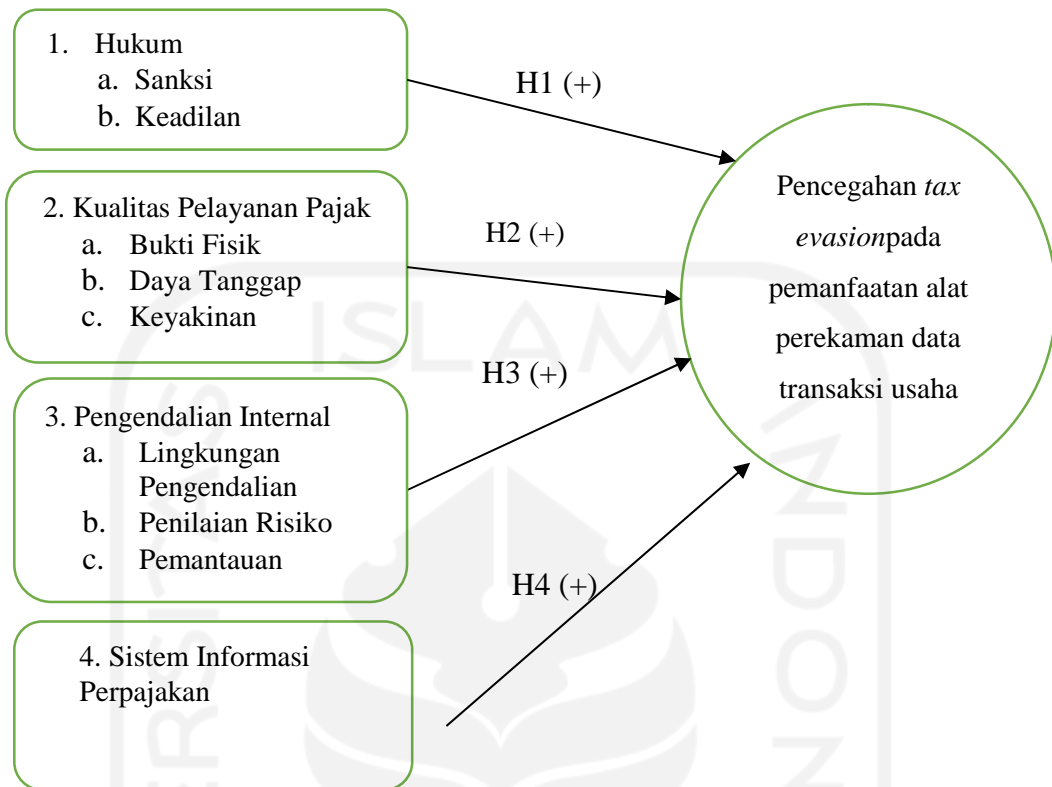 1. Hukum
a. Sanksi
b. Keadilan
H1 (+)
2. Kualitas Pelayanan Pajak
a. Bukti Fisik
b. Daya Tanggap
c. Keyakinan
H2 (+)
3. Pengendalian Internal
a. Lingkungan
Pengendalian
b. Penilaian Risiko
c. Pemantauan
H3 (+)
4. Sistem Informasi
Perpajakan
H4 (+)
Pencegahan tax
evasionpada
pemanfaatan alat
perekaman data
transaksi usaha
ISLAM